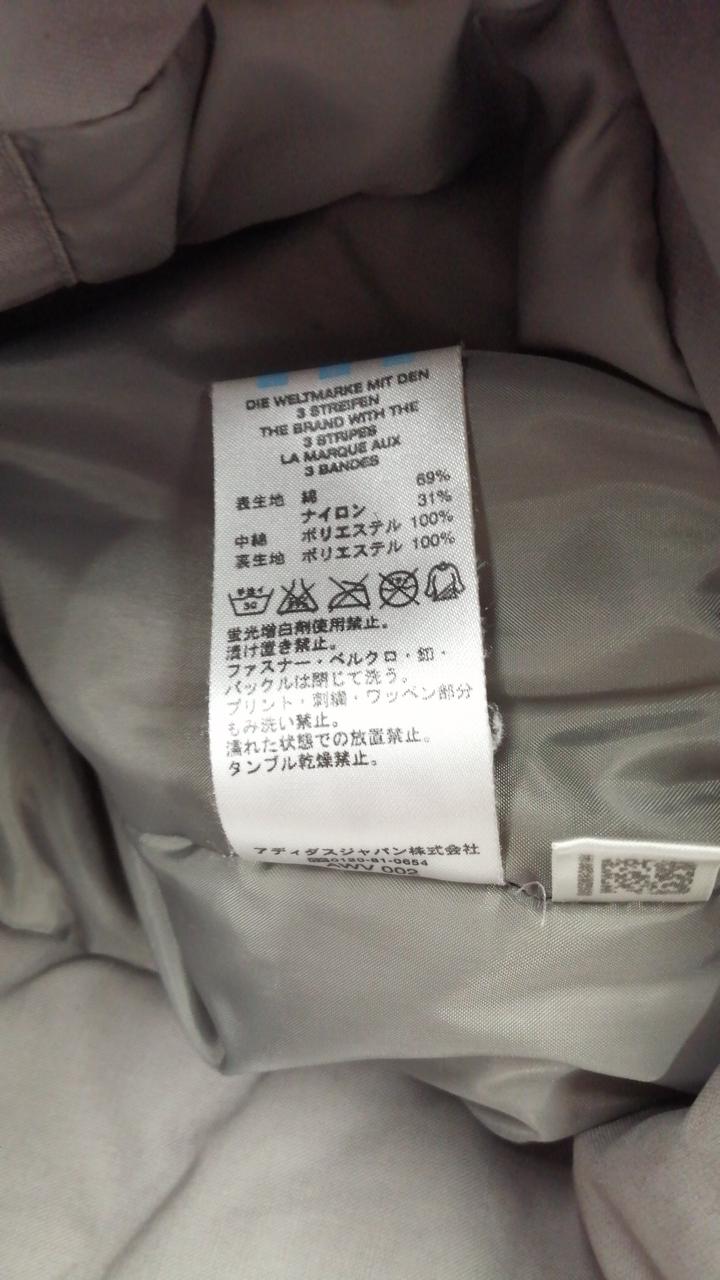 DIE WELTMARKE MIT DEN
3 STREIFEN
THE BRAND WITH THE
3 STRIPES
LA MARQUE AUX
3 BANDES
表生地 綿 69%
ナイロン 31%
中綿 ポリエステル 100%
裏生地 ポリエステル 100%
手洗イ
30
蛍光増白剤使用禁止。
漬け置き禁止。
ファスナー・ベルクロ・釦・
バックルは閉じて洗う。
プリント・刺繍・ワッペン部分
もみ洗い禁止。
濡れた状態での放置禁止。
タンブル乾燥禁止。
アディダスジャパン株式会社
0120-81-0654
AWV 002